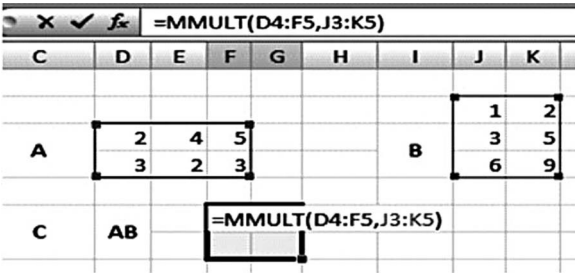 fx =MMULT(D4:F5,J3:K5)
C D E F G H I J K
1 2
A 2 4 5 B 3 5
3 2 3 6 9
C AB =MMULT(D4:F5,J3:K5)